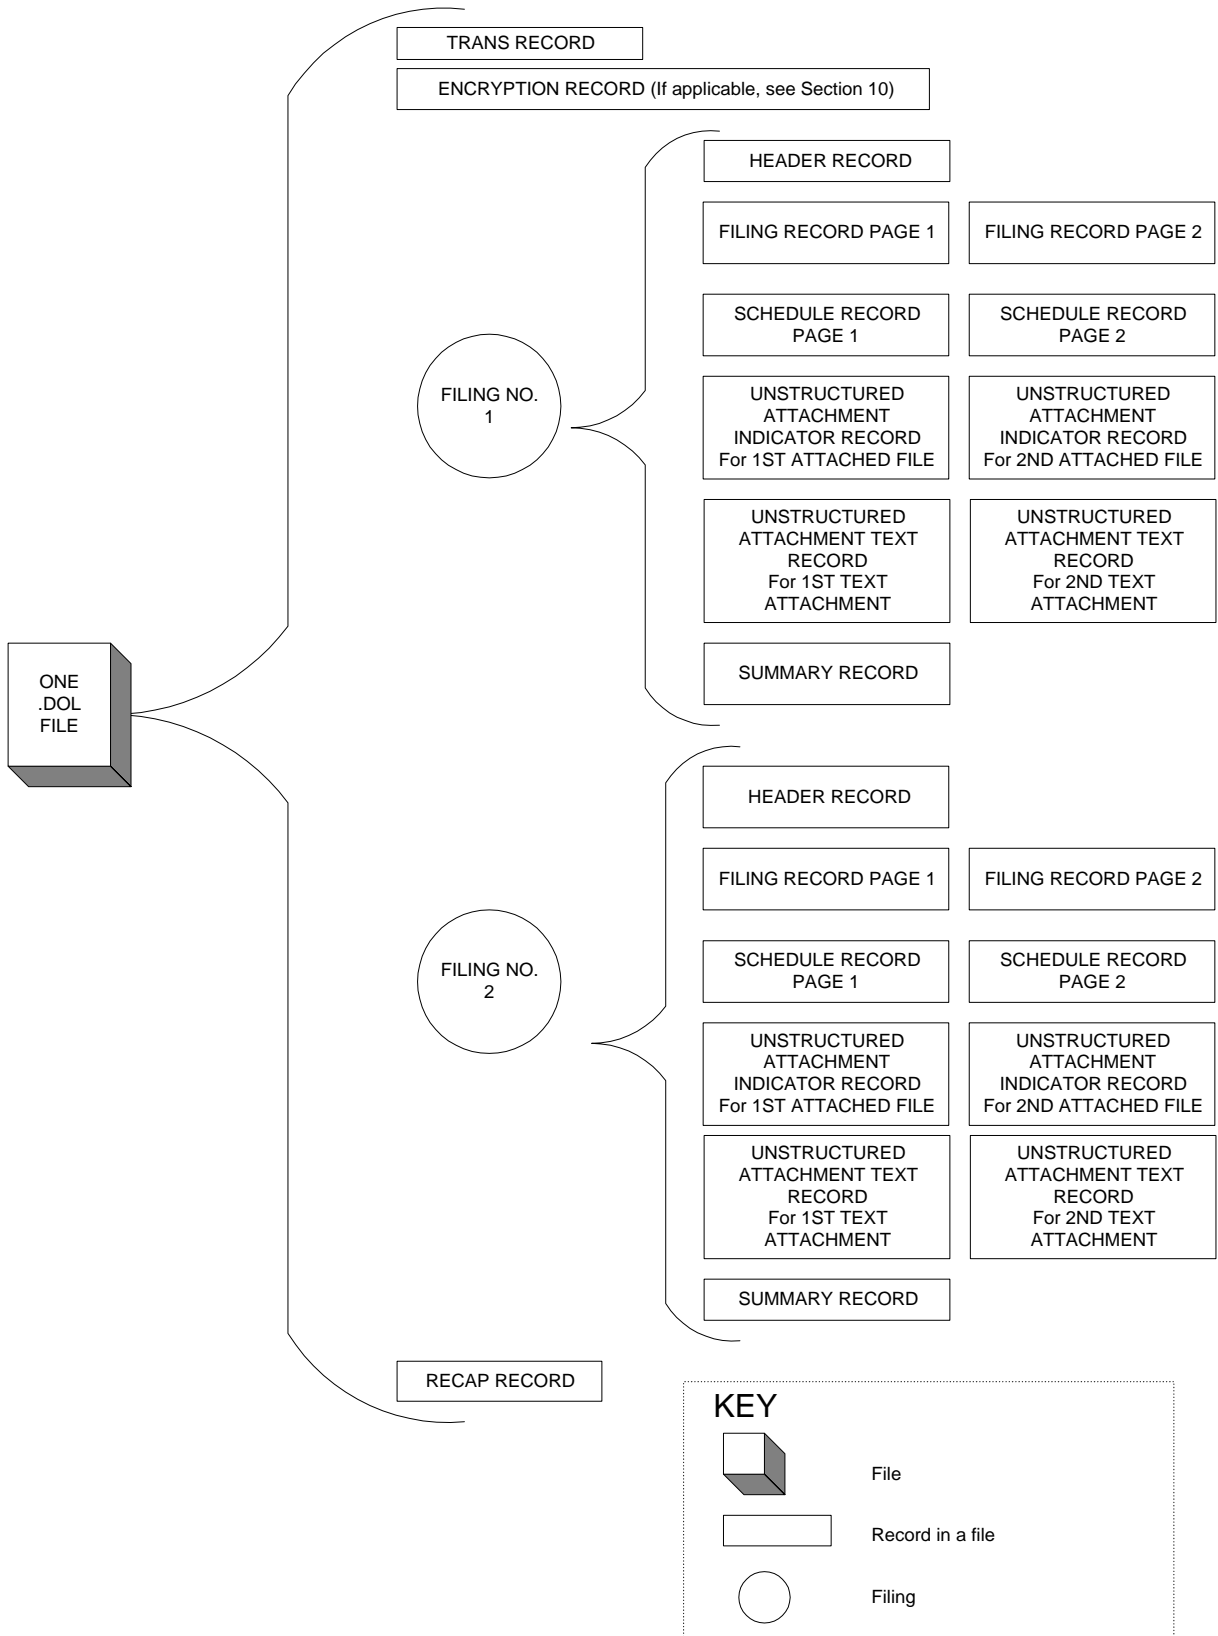 TRANS RECORD
ENCRYPTION RECORD (If applicable, see Section 10)
ONE
.DOL
FILE
FILING NO.
1
HEADER RECORD
FILING RECORD PAGE 1
FILING RECORD PAGE 2
SCHEDULE RECORD
PAGE 1
SCHEDULE RECORD
PAGE 2
UNSTRUCTURED
ATTACHMENT
INDICATOR RECORD
For 1ST ATTACHED FILE
UNSTRUCTURED
ATTACHMENT
INDICATOR RECORD
For 2ND ATTACHED FILE
UNSTRUCTURED
ATTACHMENT TEXT
RECORD
For 1ST TEXT
ATTACHMENT
UNSTRUCTURED
ATTACHMENT TEXT
RECORD
For 2ND TEXT
ATTACHMENT
SUMMARY RECORD
FILING NO.
2
HEADER RECORD
FILING RECORD PAGE 1
FILING RECORD PAGE 2
SCHEDULE RECORD
PAGE 1
SCHEDULE RECORD
PAGE 2
UNSTRUCTURED
ATTACHMENT
INDICATOR RECORD
For 1ST ATTACHED FILE
UNSTRUCTURED
ATTACHMENT
INDICATOR RECORD
For 2ND ATTACHED FILE
UNSTRUCTURED
ATTACHMENT TEXT
RECORD
For 1ST TEXT
ATTACHMENT
UNSTRUCTURED
ATTACHMENT TEXT
RECORD
For 2ND TEXT
ATTACHMENT
SUMMARY RECORD
RECAP RECORD
KEY
File
Record in a file
Filing